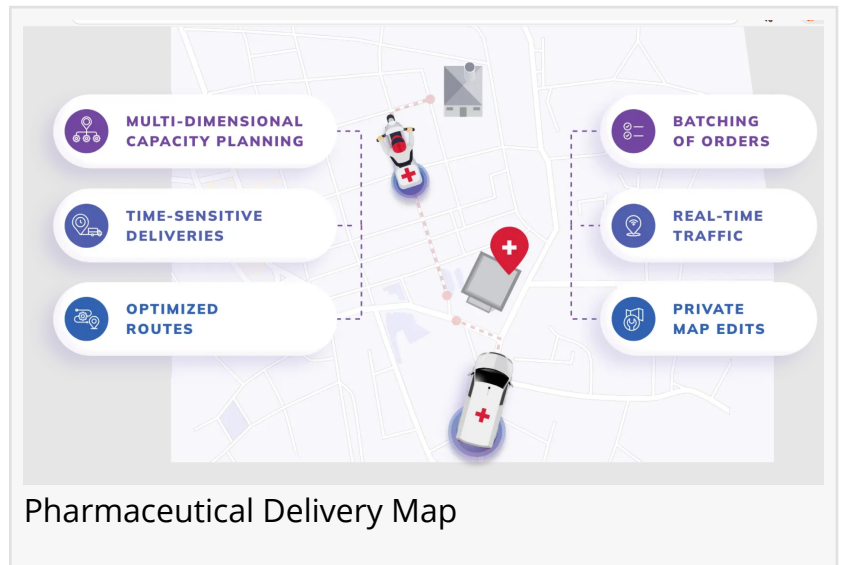 MULTI-DIMENSIONAL
CAPACITY PLANNING
TIME-SENSITIVE
DELIVERIES
OPTIMIZED
ROUTES
BATCHING
OF ORDERS
REAL-TIME
TRAFFIC
PRIVATE
MAP EDITS
Pharmaceutical Delivery Map